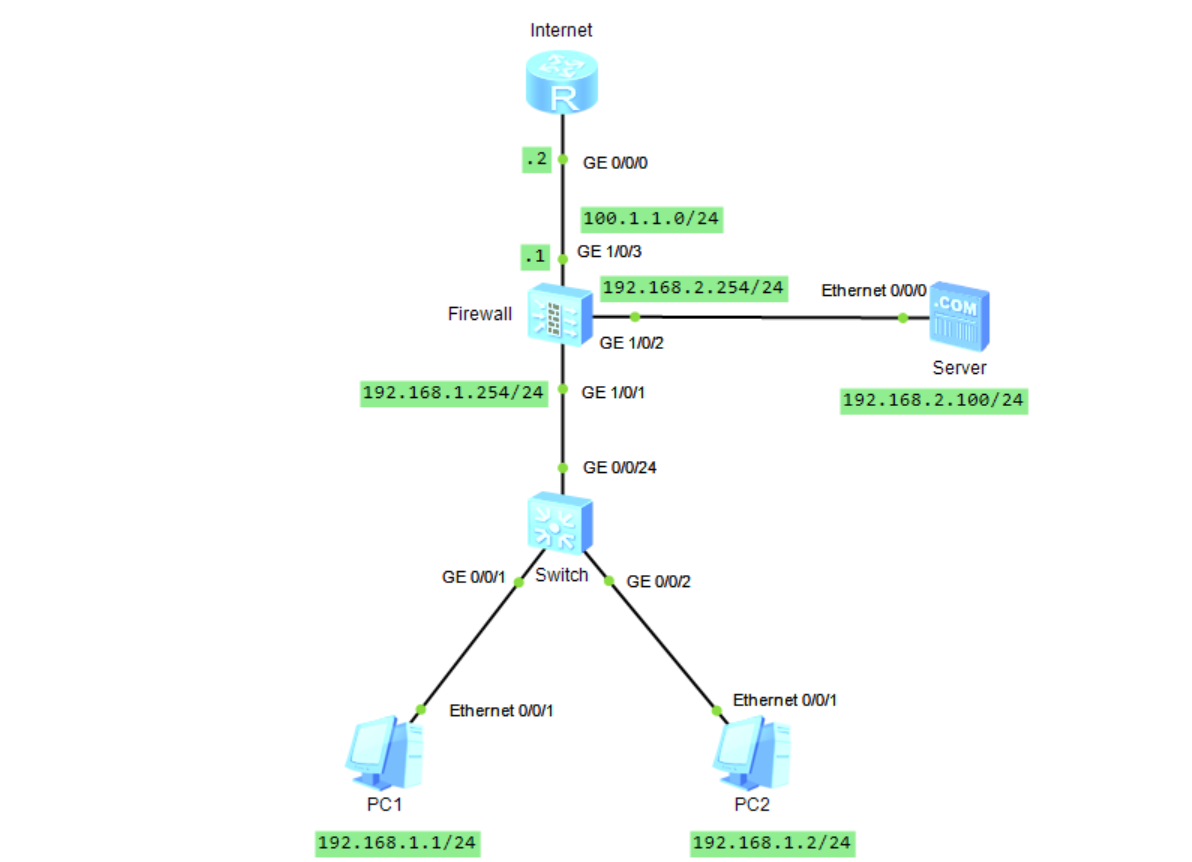 Internet
R
.2
GE 0/0/0
100.1.1.0/24
.1
GE 1/0/3
192.168.2.254/24
Ethernet 0/0/0
.COM
Firewall
GE 1/0/2
Server
192.168.1.254/24
GE 1/0/1
192.168.2.100/24
GE 0/0/24
GE 0/0/1
Switch
GE 0/0/2
Ethernet 0/0/1
Ethernet 0/0/1
PC1
PC2
192.168.1.1/24
192.168.1.2/24